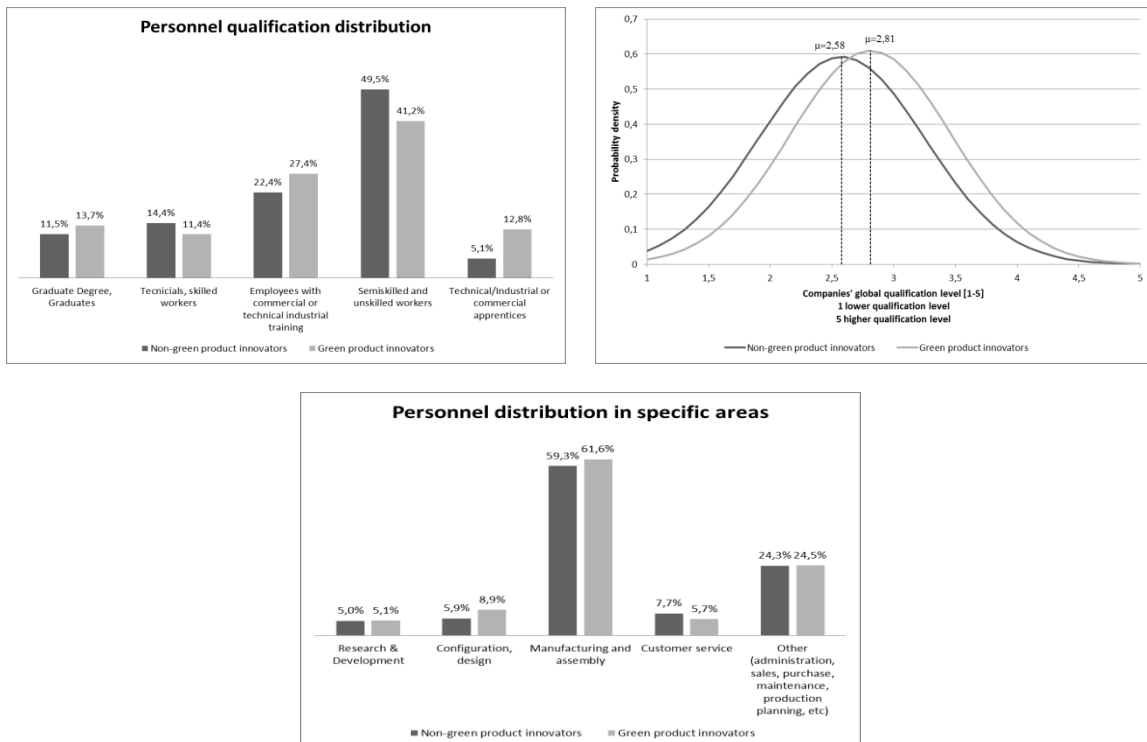 Personnel qualification distribution
49,5%
41,2%
27,4%
22,4%
11,5% 13,7% 14,4% 11,4%
5,1% 12,8%
Graduate Degree,
Graduates
Tecnicials, skilled
workers
Employees with
commercial or
technical industrial
training
Semiskilled and
unskilled workers
Technical/Industrial or
commercial
apprentices
Non-green product innovators Green product innovators
0,7
0,6
0,5
0,4
0,3
0,2
0,1
0
Probability density
μ=2,58
μ=2,81
1 1,5 2 2,5 3 3,5 4 4,5 5
Companies' global qualification level [1-5]
1 lower qualification level
5 higher qualification level
Non-green product innovators Green product innovators
Personnel distribution in specific areas
59,3% 61,6%
24,3% 24,5%
5,0% 5,1% 5,9% 8,9%
7,7% 5,7%
Research &
Development
Configuration,
design
Manufacturing and
assembly
Customer service
Other
(administration,
sales, purchase,
maintenance,
production
planning, etc)
Non-green product innovators Green product innovators